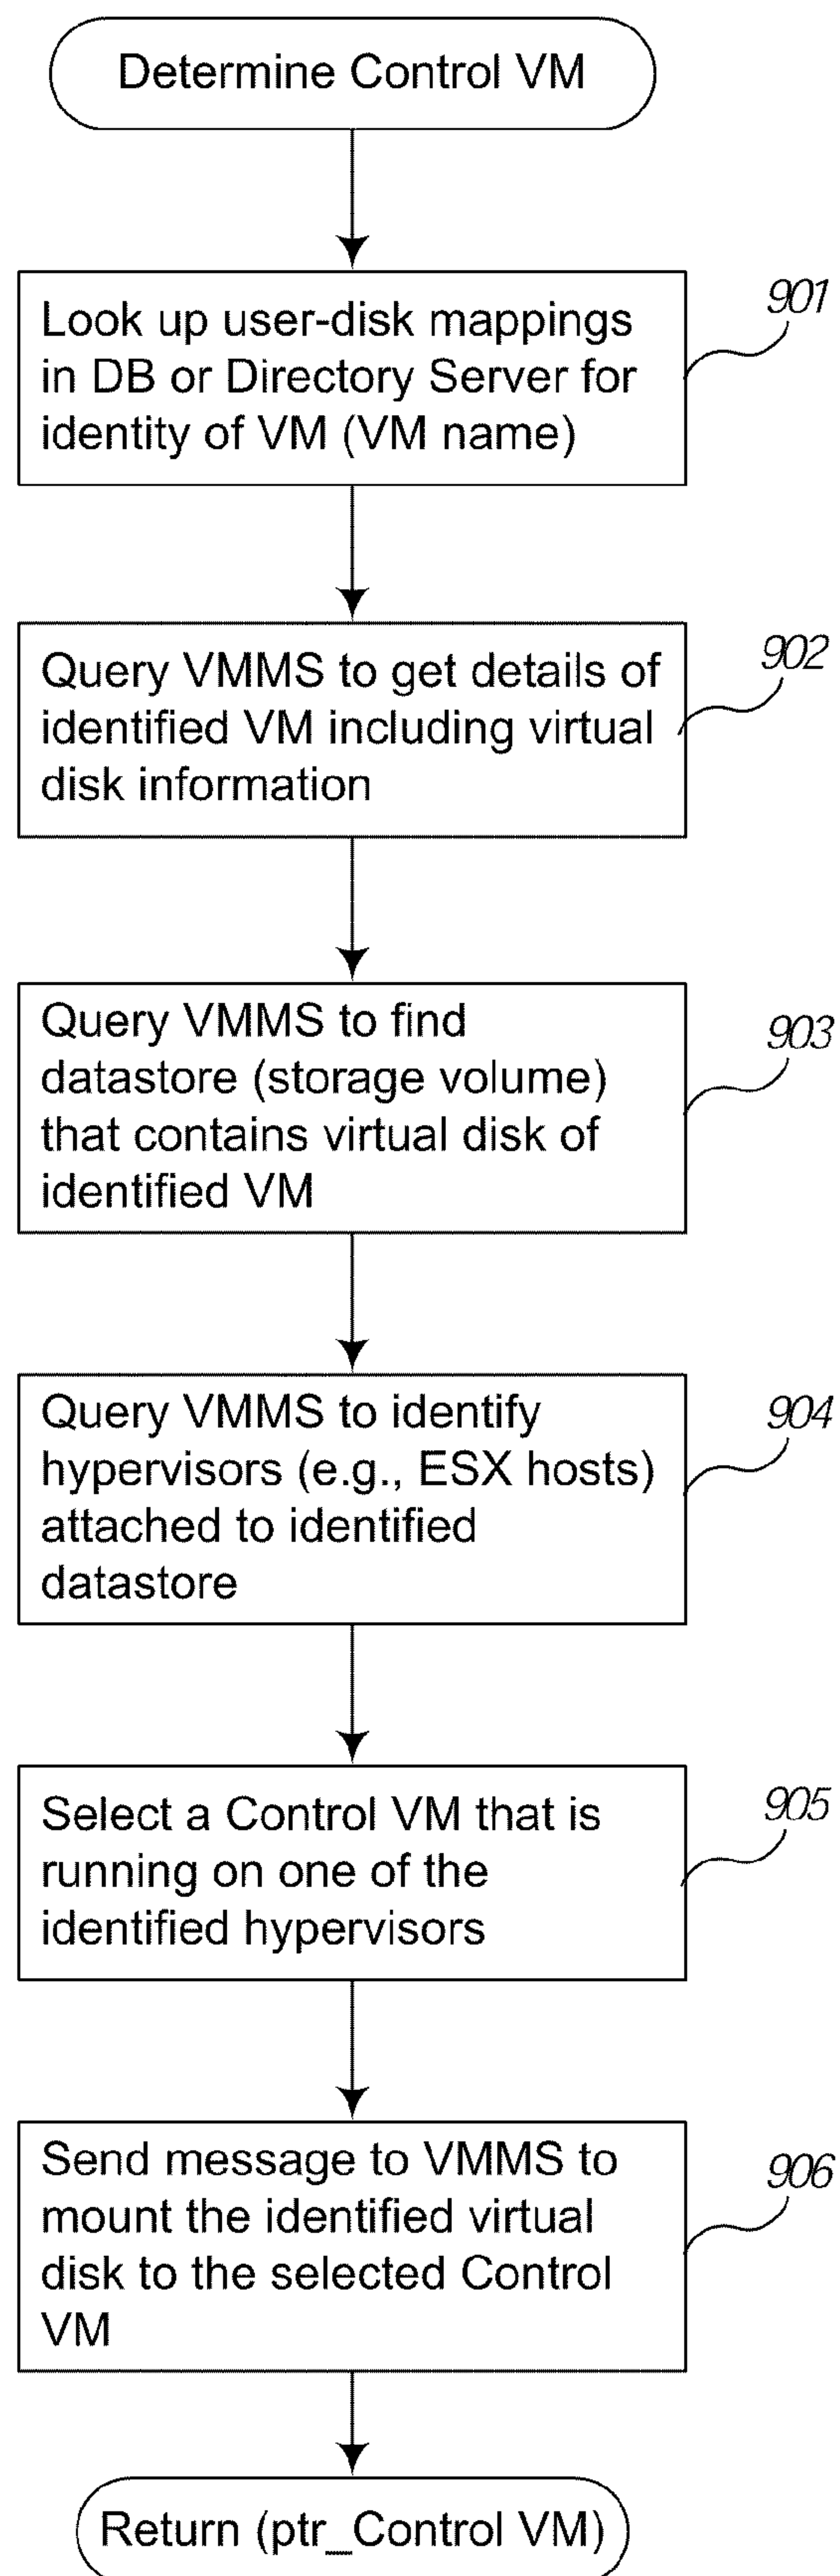 Determine Control VM
901
Look up user-disk mappings
in DB or Directory Server for
identity of VM (VM name)
902
Query VMMS to get details of
identified VM including virtual
disk information
903
Query VMMS to find
datastore (storage volume)
that contains virtual disk of
identified VM
904
Query VMMS to identify
hypervisors (e.g., ESX hosts)
attached to identified
datastore
905
Select a Control VM that is
running on one of the
identified hypervisors
906
Send message to VMMS to
mount the identified virtual
disk to the selected Control
VM
Return (ptr_Control VM)